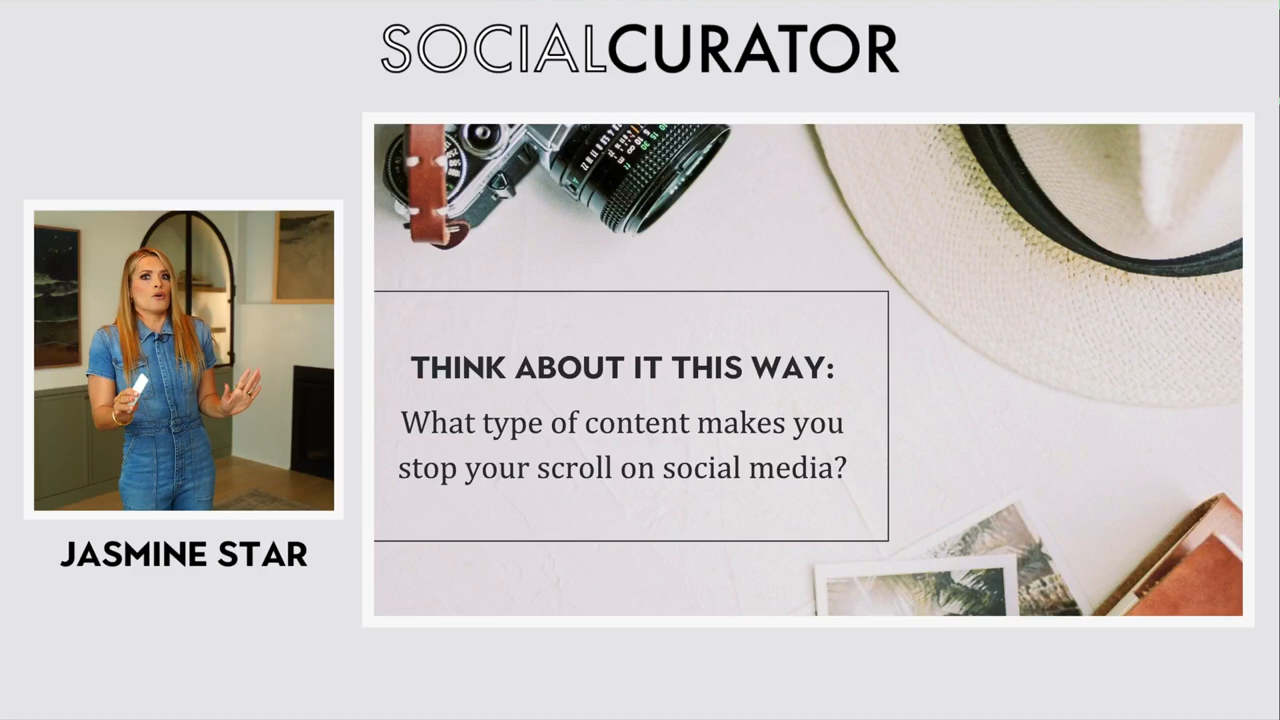 SOCIALCURATOR
THINK ABOUT IT THIS WAY:
What type of content makes you
stop your scroll on social media?
JASMINE STAR